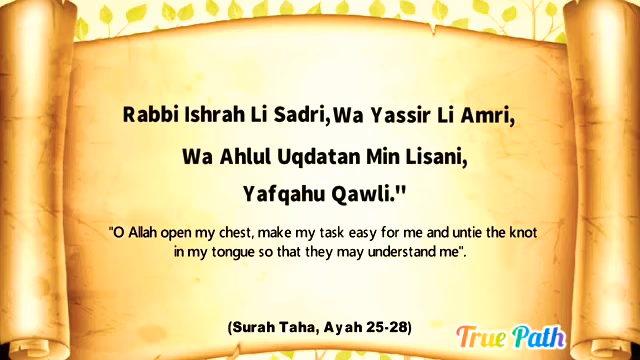 Rabbi Ishrah Li Sadri,Wa Yassir Li Amri,
Wa Ahlul Uqdatan Min Lisani,
Yafqahu Qawli."
"O Allah open my chest, make my task easy for me and untie the knot
in my tongue so that they may understand me".
(Surah Taha, Ayah 25-28)
True Path